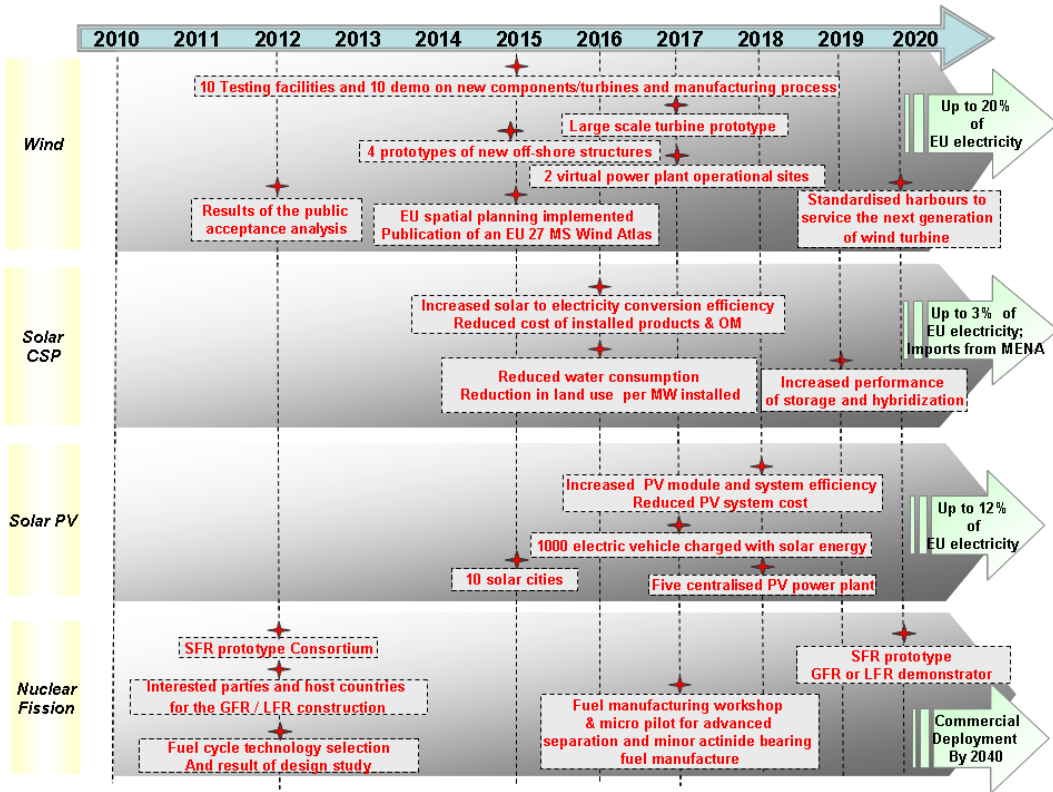 2010 2011 2012 2013 2014 2015 2016 2017 2018 2019 2020
Wind
10 Testing facilities and 10 demo on new components/turbines and manufacturing process
Large scale turbine prototype
4 prototypes of new off-shore structures
2 virtual power plant operational sites
Results of the public
acceptance analysis
EU spatial planning implemented
Publication of an EU 27 MS Wind Atlas
Standardised harbours to
service the next generation
of wind turbine
Up to 20%
of
EU electricity
Solar
CSP
Increased solar to electricity conversion efficiency
Reduced cost of installed products & OM
Reduced water consumption
Reduction in land use per MW installed
Increased performance
of storage and hybridization
Up to 3% of
EU electricity;
Imports from MENA
Solar PV
Increased PV module and system efficiency
Reduced PV system cost
1000 electric vehicle charged with solar energy
10 solar cities
Five centralised PV power plant
Up to 12%
of
EU electricity
Nuclear
Fission
SFR prototype Consortium
Interested parties and host countries
for the GFR / LFR construction
Fuel cycle technology selection
And result of design study
Fuel manufacturing workshop
& micro pilot for advanced
separation and minor actinide bearing
fuel manufacture
SFR prototype
GFR or LFR demonstrator
Commercial
Deployment
By 2040